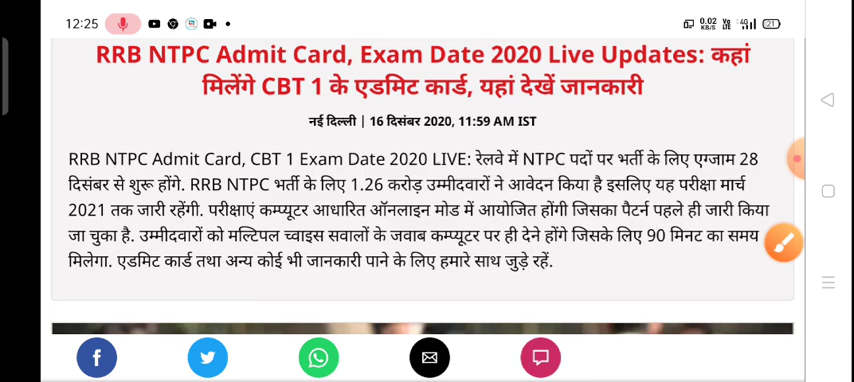 12:25
0.02 KB/S
Vo LTE
4G
21
RRB NTPC Admit Card, Exam Date 2020 Live Updates: कहां
मिलेंगे CBT 1 के एडमिट कार्ड, यहां देखें जानकारी
नई दिल्ली | 16 दिसंबर 2020, 11:59 AM IST
RRB NTPC Admit Card, CBT 1 Exam Date 2020 LIVE: रेलवे में NTPC पदों पर भर्ती के लिए एग्जाम 28
दिसंबर से शुरू होंगे. RRB NTPC भर्ती के लिए 1.26 करोड़ उम्मीदवारों ने आवेदन किया है इसलिए यह परीक्षा मार्च
2021 तक जारी रहेंगी. परीक्षाएं कम्प्यूटर आधारित ऑनलाइन मोड में आयोजित होंगी जिसका पैटर्न पहले ही जारी किया
जा चुका है. उम्मीदवारों को मल्टिपल च्वाइस सवालों के जवाब कम्प्यूटर पर ही देने होंगे जिसके लिए 90 मिनट का समय
मिलेगा. एडमिट कार्ड तथा अन्य कोई भी जानकारी पाने के लिए हमारे साथ जुड़े रहें.